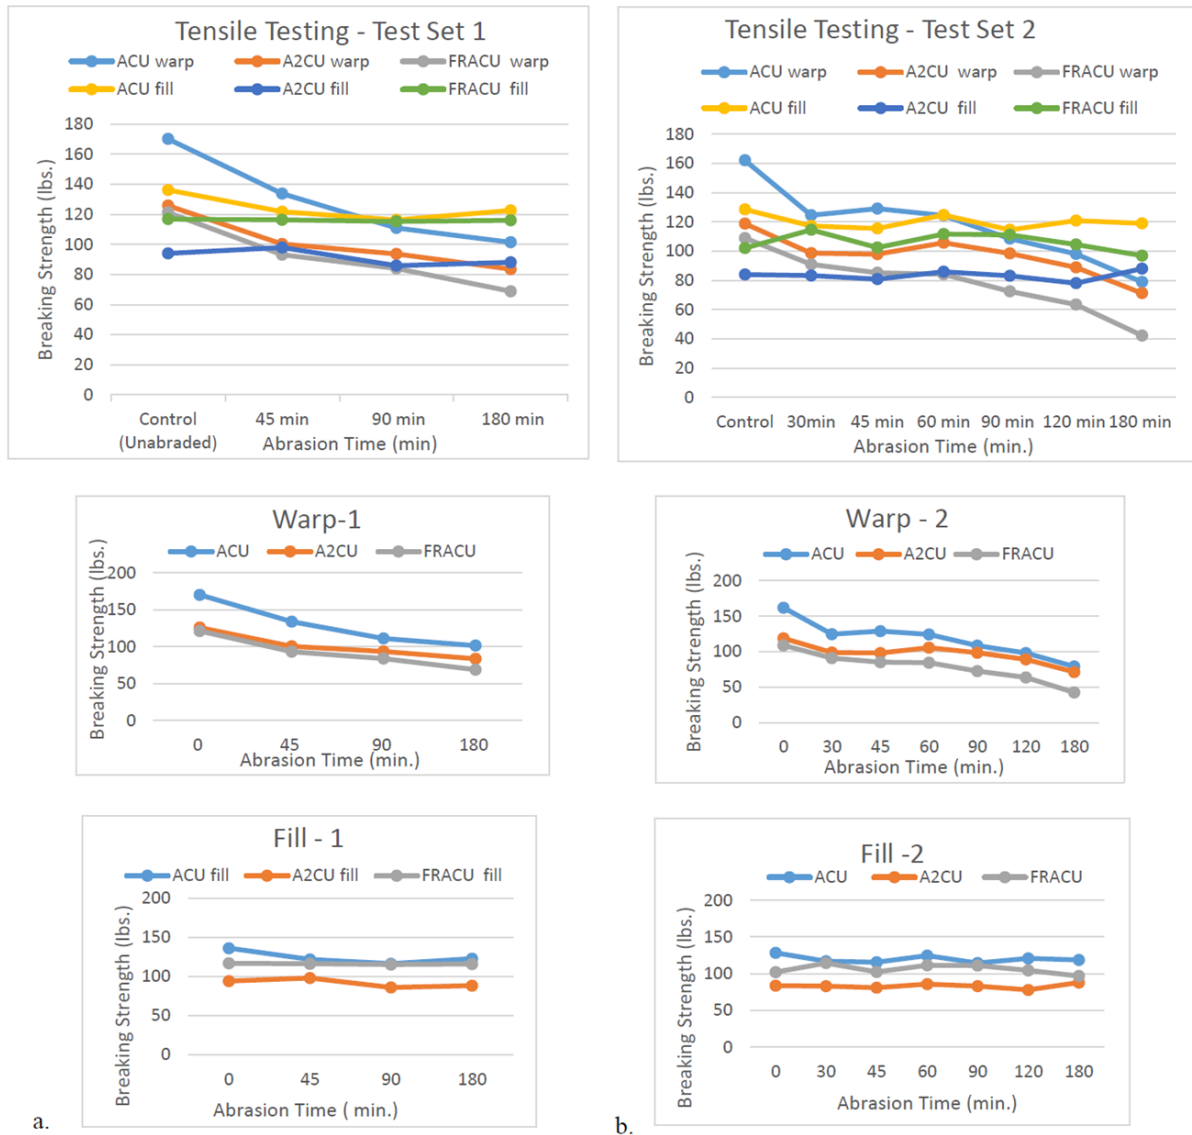 Tensile Testing - Test Set 1
ACU warp A2CU warp FRACU warp
ACU fill A2CU fill FRACU fill
Breaking Strength (lbs.)
180
160
140
120
100
80
60
40
20
0
Control (Unabraded) 45 min 90 min 180 min
Abrasion Time (min)
Tensile Testing - Test Set 2
ACU warp A2CU warp FRACU warp
ACU fill A2CU fill FRACU fill
Breaking Strength (lbs.)
180
160
140
120
100
80
60
40
20
0
Control 30min 45 min 60 min 90 min 120 min 180 min
Abrasion Time (min.)
Warp-1
ACU A2CU FRACU
Breaking Strength (lbs.)
200
150
100
50
0
0 45 90 180
Abrasion Time (min.)
Warp - 2
ACU A2CU FRACU
Breaking Strength (lbs.)
200
150
100
50
0
0 30 45 60 90 120 180
Abrasion Time (min.)
Fill - 1
ACU fill A2CU fill FRACU fill
Breaking Strength (lbs.)
200
150
100
50
0
0 45 90 180
Abrasion Time ( min.)
Fill -2
ACU A2CU FRACU
Breaking Strength (lbs.)
200
150
100
50
0
0 30 45 60 90 120 180
Abrasion Time (min.)
a. b.